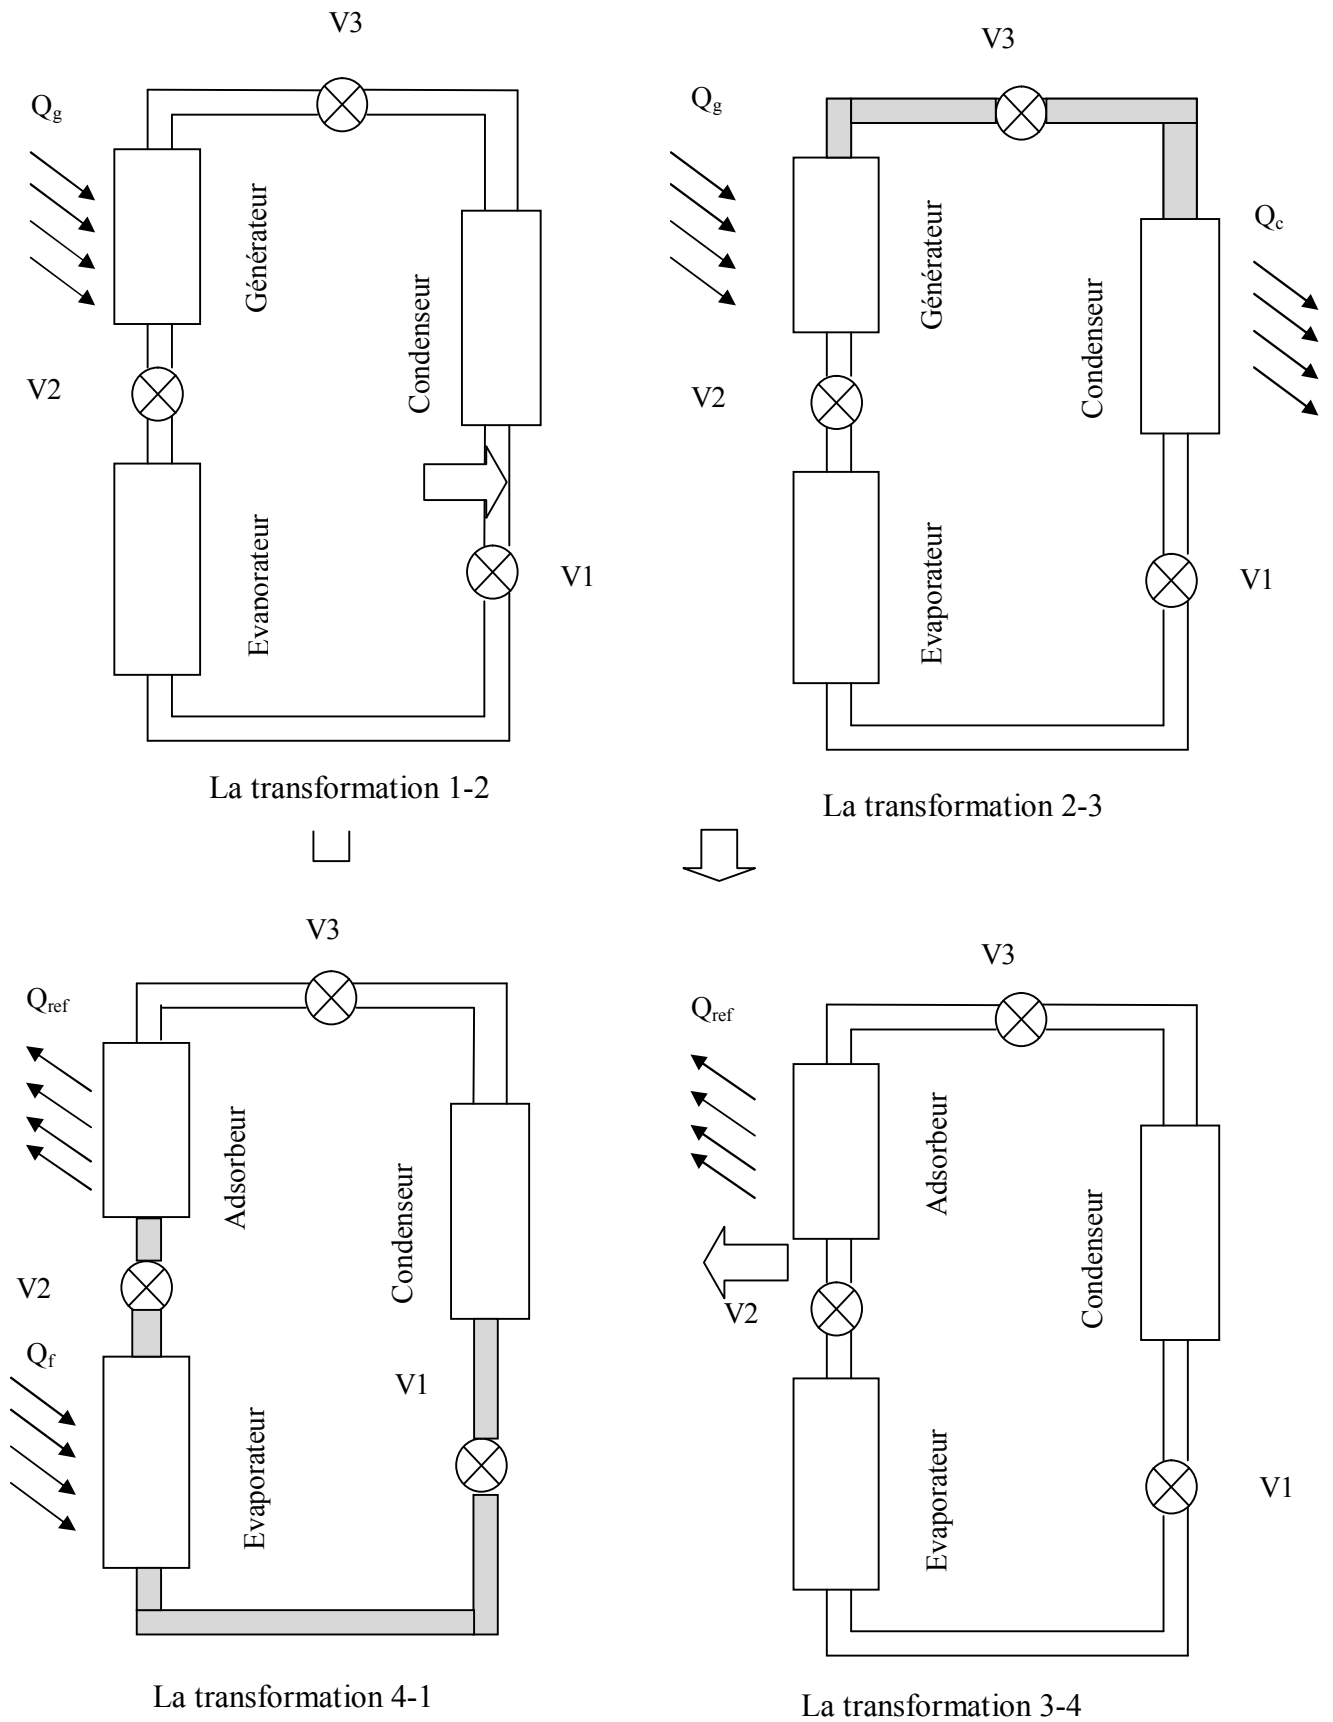 V3
Qg
Générateur
Condenseur
V2
Evaporateur
V1
La transformation 1-2
V3
Qg
Générateur
Qc
Condenseur
V2
Evaporateur
V1
La transformation 2-3
V3
Qref
Adsorbeur
Condenseur
V2
Qf
V1
Evaporateur
La transformation 4-1
V3
Qref
Adsorbeur
Condenseur
V2
Evaporateur
V1
La transformation 3-4